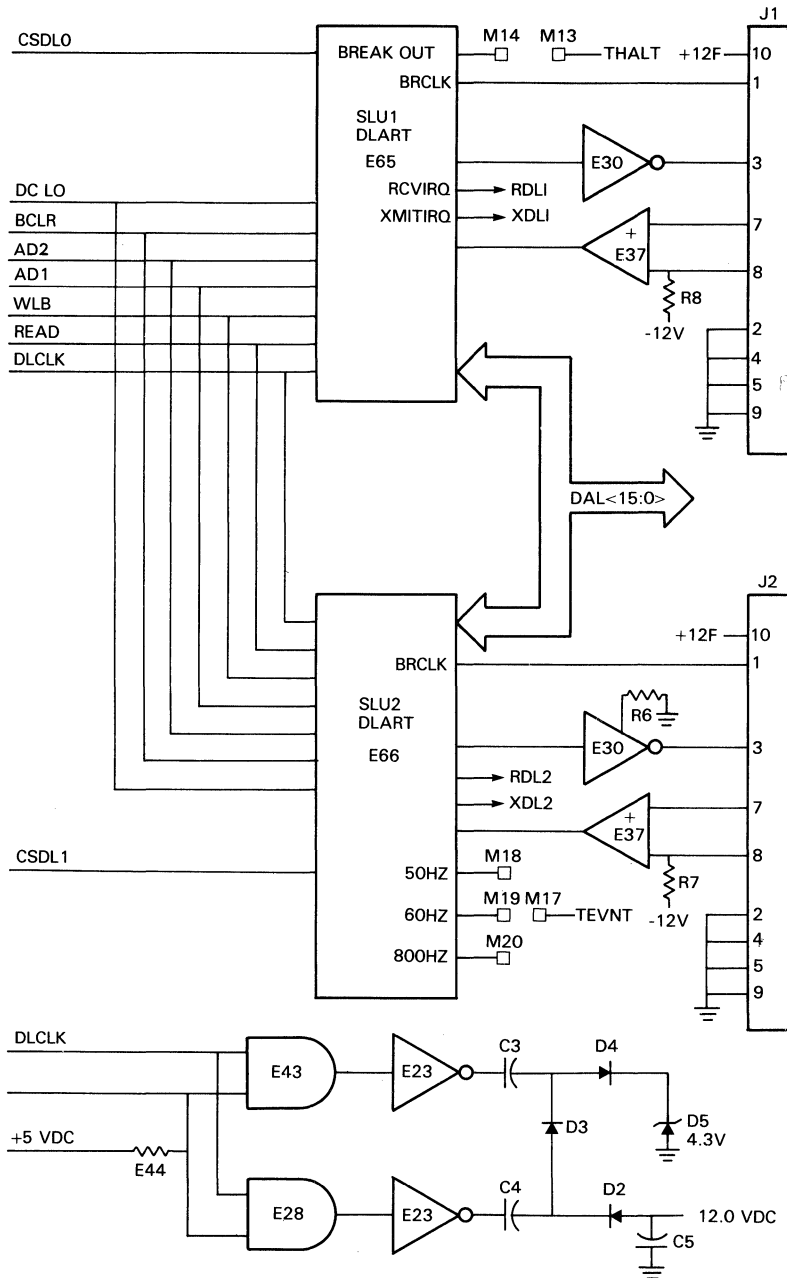 J1
CSDL0
BREAK OUT
M14 M13
THALT
+12F
10
BRCLK
1
SLU1
DLART
E65
E30
3
RCVIRQ
RDLI
XMITIRQ
XDLI
DC LO
BCLR
AD2
AD1
WLB
READ
DLCLK
+
E37
7
8
R8
-12V
2
4
5
9
DAL<15:0>
J2
+12F
10
BRCLK
1
SLU2
DLART
E66
R6
E30
3
RDL2
XDL2
+
E37
7
8
R7
-12V
CSDL1
50HZ
M18
60HZ
M19 M17
TEVNT
800HZ
M20
2
4
5
9
DLCLK
E43
E23
C3
D4
D3
D5
4.3V
+5 VDC
E44
E28
E23
C4
D2
12.0 VDC
C5